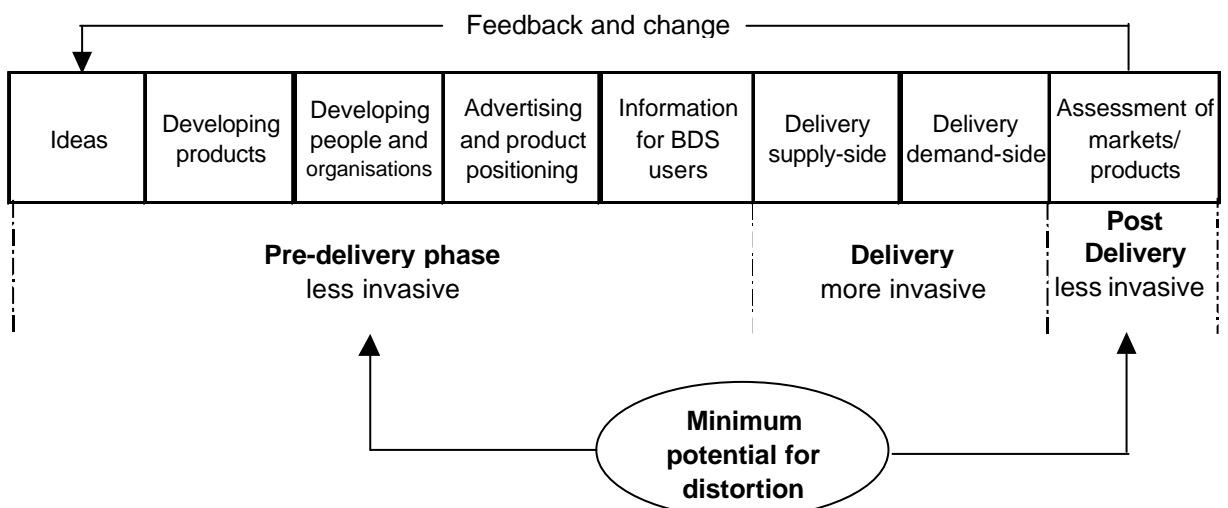 Feedback and change
Ideas
Developing
products
Developing
people and
organisations
Advertising
and product
positioning
Information
for BDS
users
Delivery
supply-side
Delivery
demand-side
Assessment of
markets/
products
Pre-delivery phase
less invasive
Delivery
more invasive
Post
Delivery
less invasive
Minimum
potential for
distortion